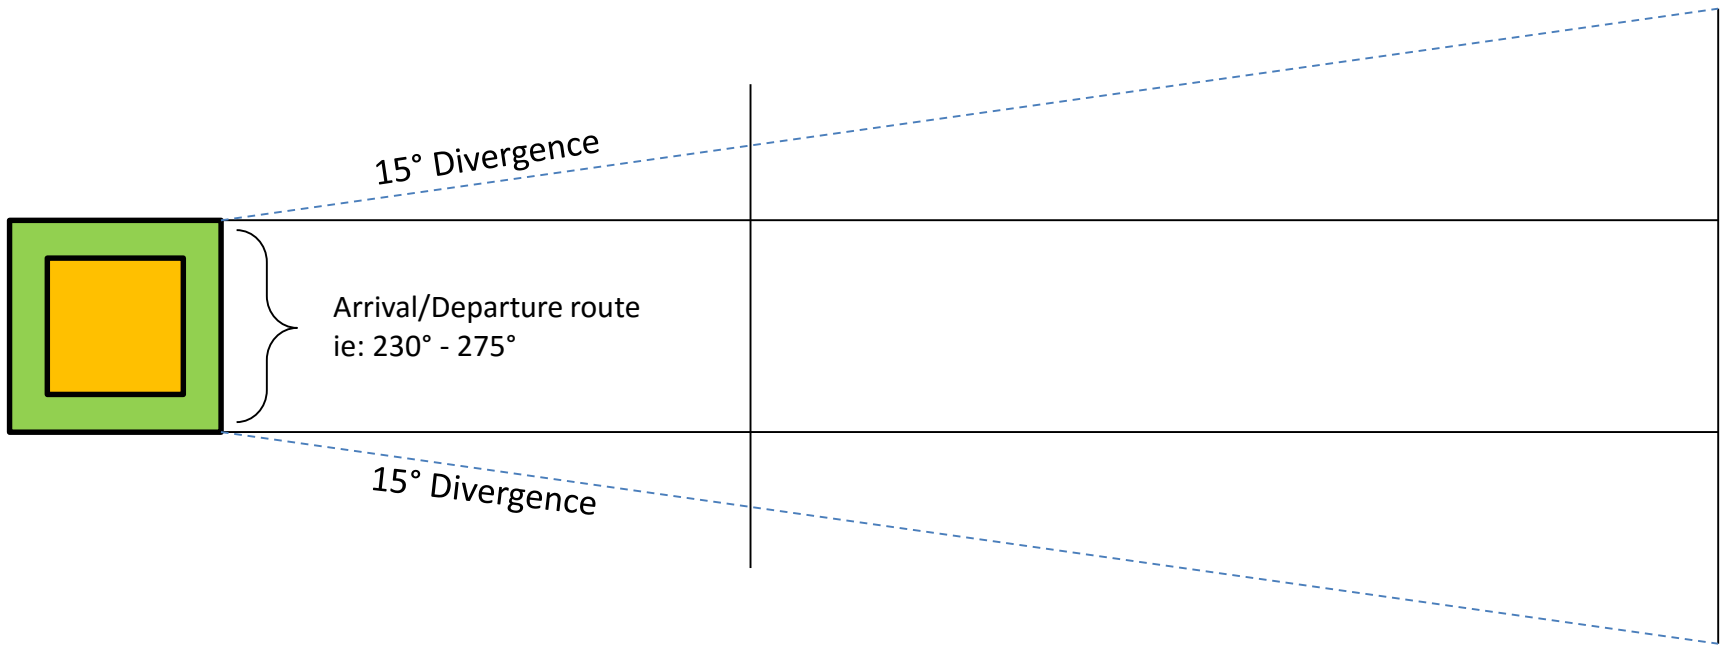 15° Divergence
Arrival/Departure route
ie: 230° - 275°
15° Divergence